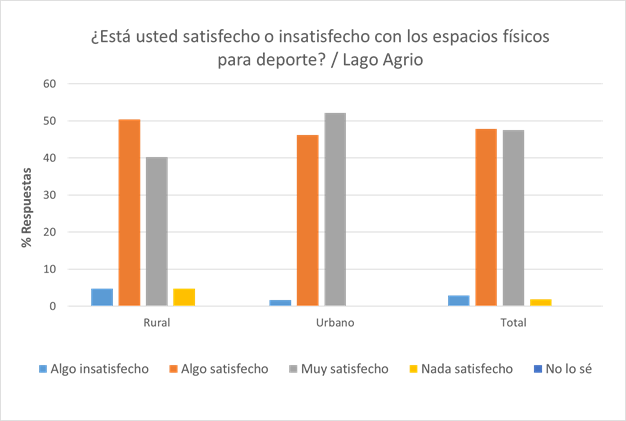 ¿Está usted satisfecho o insatisfecho con los espacios físicos
para deporte? / Lago Agrio
60
50
40
30
20
10
0
% Respuestas
Rural
Urbano
Total
Algo insatisfecho
Algo satisfecho
Muy satisfecho
Nada satisfecho
No lo sé